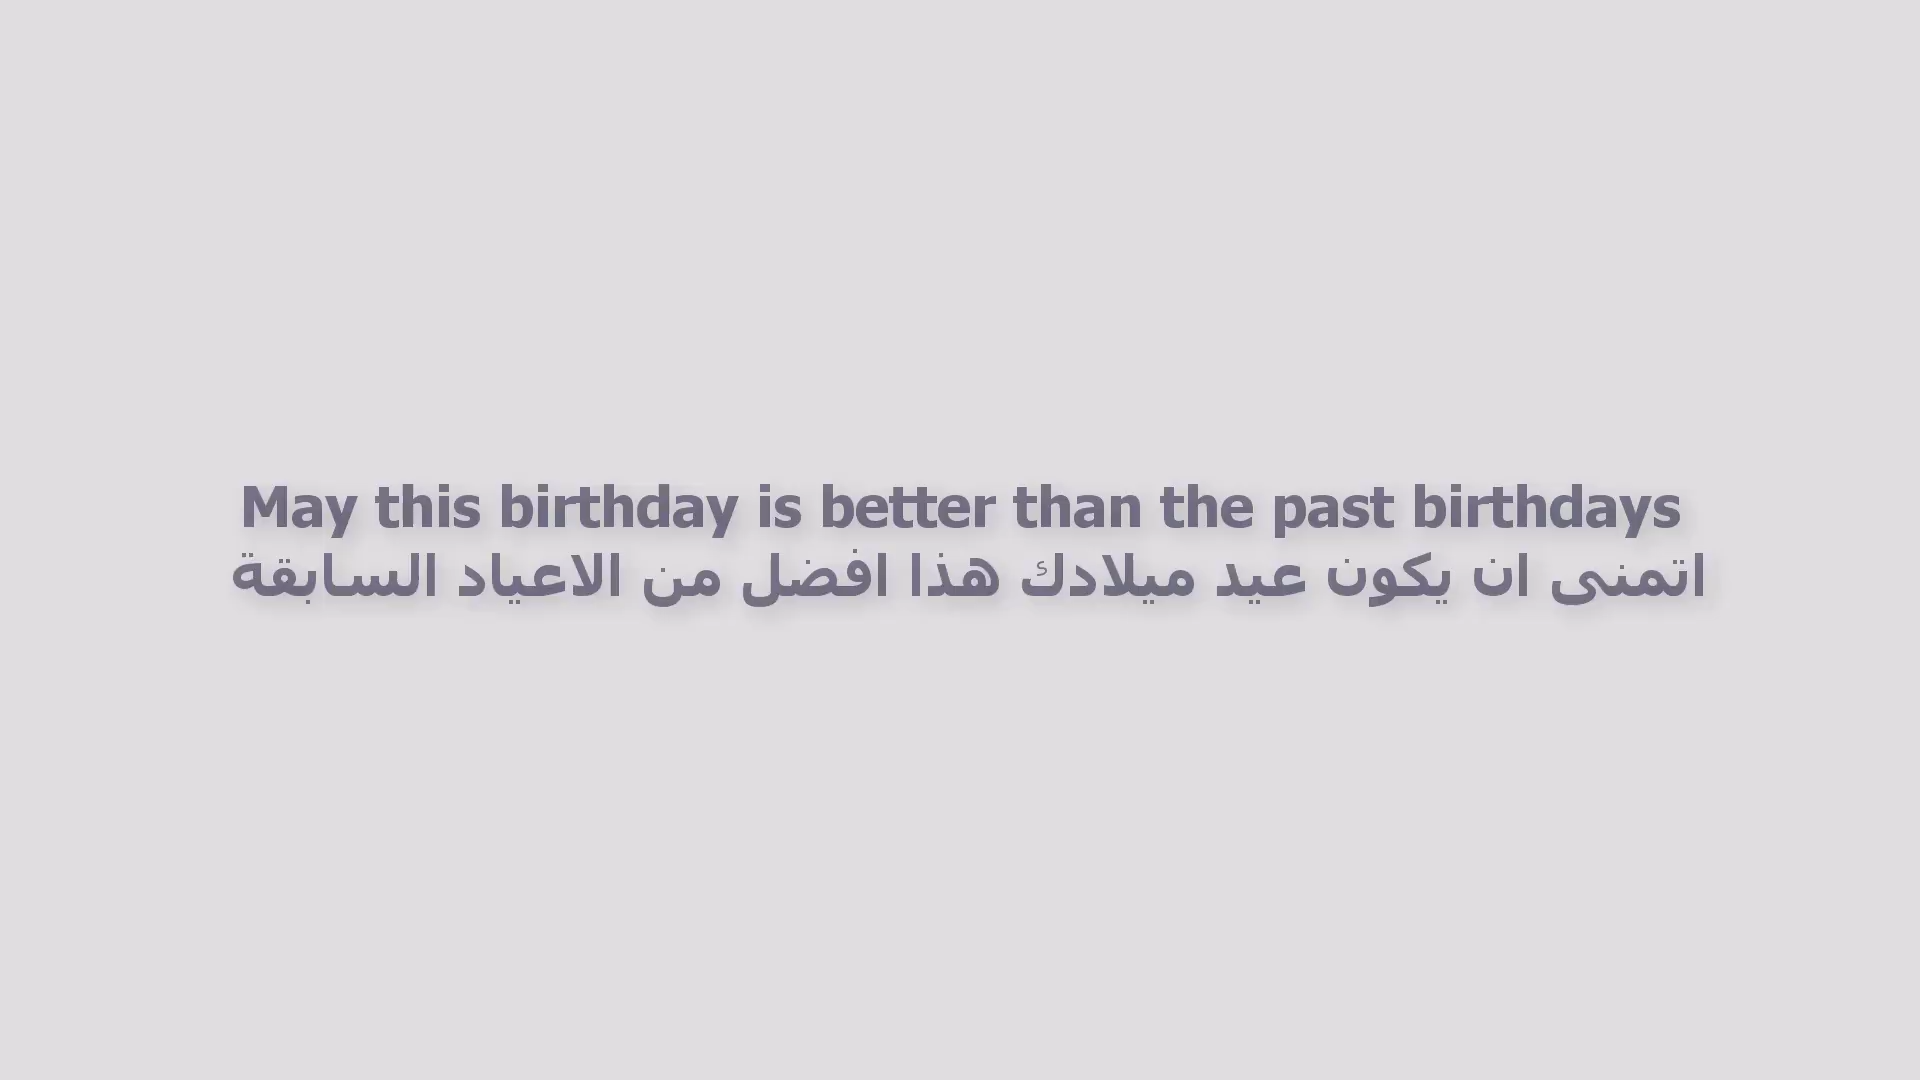 May this birthday is better than the past birthdays
اتمنى ان يكون عيد ميلادك هذا افضل من الاعياد السابقة